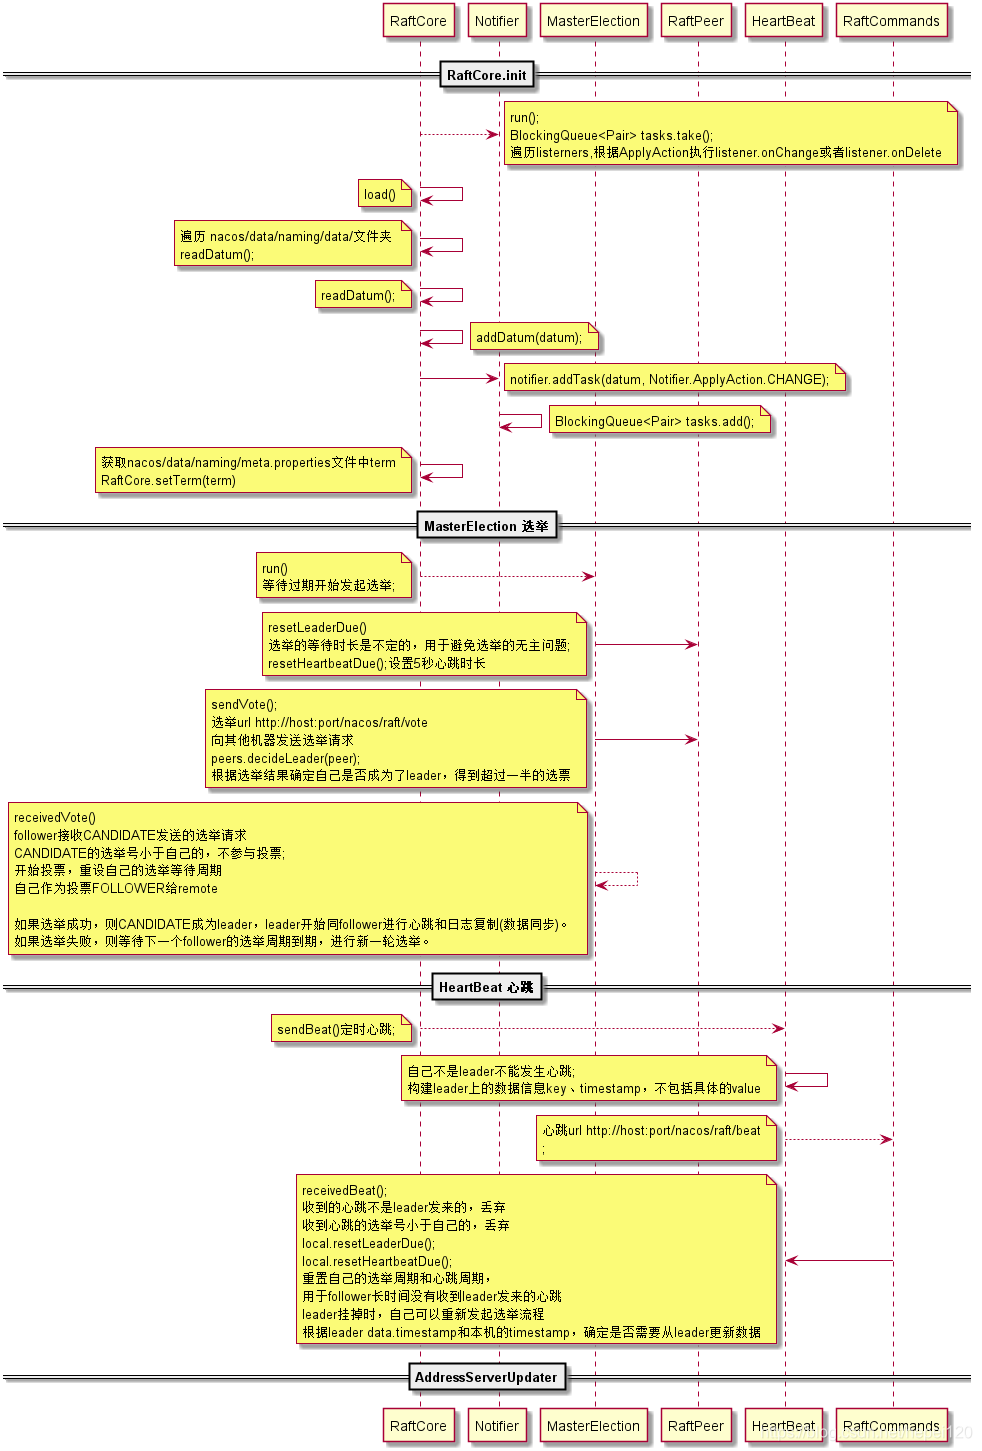 RaftCore Notifier MasterElection RaftPeer HeartBeat RaftCommands
RaftCore.init
run();
BlockingQueue<Pair> tasks.take();
遍历listerners,根据ApplyAction执行listener.onChange或者listener.onDelete
load()
遍历 nacos/data/naming/data/文件夹
readDatum();
readDatum();
addDatum(datum);
notifier.addTask(datum, Notifier.ApplyAction.CHANGE);
BlockingQueue<Pair> tasks.add();
获取nacos/data/naming/meta.properties文件中term
RaftCore.setTerm(term)
MasterElection 选举
run()
等待过期开始发起选举;
resetLeaderDue()
选举的等待时长是不定的，用于避免选举的无主问题;
resetHeartbeatDue();设置5秒心跳时长
sendVote();
选举url http://host:port/nacos/raft/vote
向其他机器发送选举请求
peers.decideLeader(peer);
根据选举结果确定自己是否成为了leader，得到超过一半的选票
receivedVote()
follower接收CANDIDATE发送的选举请求
CANDIDATE的选举号小于自己的，不参与投票;
开始投票，重设自己的选举等待周期
自己作为投票FOLLOWER给remote
如果选举成功，则CANDIDATE成为leader，leader开始同follower进行心跳和日志复制(数据同步)。
如果选举失败，则等待下一个follower的选举周期到期，进行新一轮选举。
HeartBeat 心跳
sendBeat()定时心跳;
自己不是leader不能发生心跳;
构建leader上的数据信息key、timestamp，不包括具体的value
心跳url http://host:port/nacos/raft/beat
;
receivedBeat();
收到的心跳不是leader发来的，丢弃
收到心跳的选举号小于自己的，丢弃
local.resetLeaderDue();
local.resetHeartbeatDue();
重置自己的选举周期和心跳周期，
用于follower长时间没有收到leader发来的心跳
leader挂掉时，自己可以重新发起选举流程
根据leader data.timestamp和本机的timestamp，确定是否需要从leader更新数据
AddressServerUpdater
RaftCore Notifier MasterElection RaftPeer HeartBeat RaftCommands